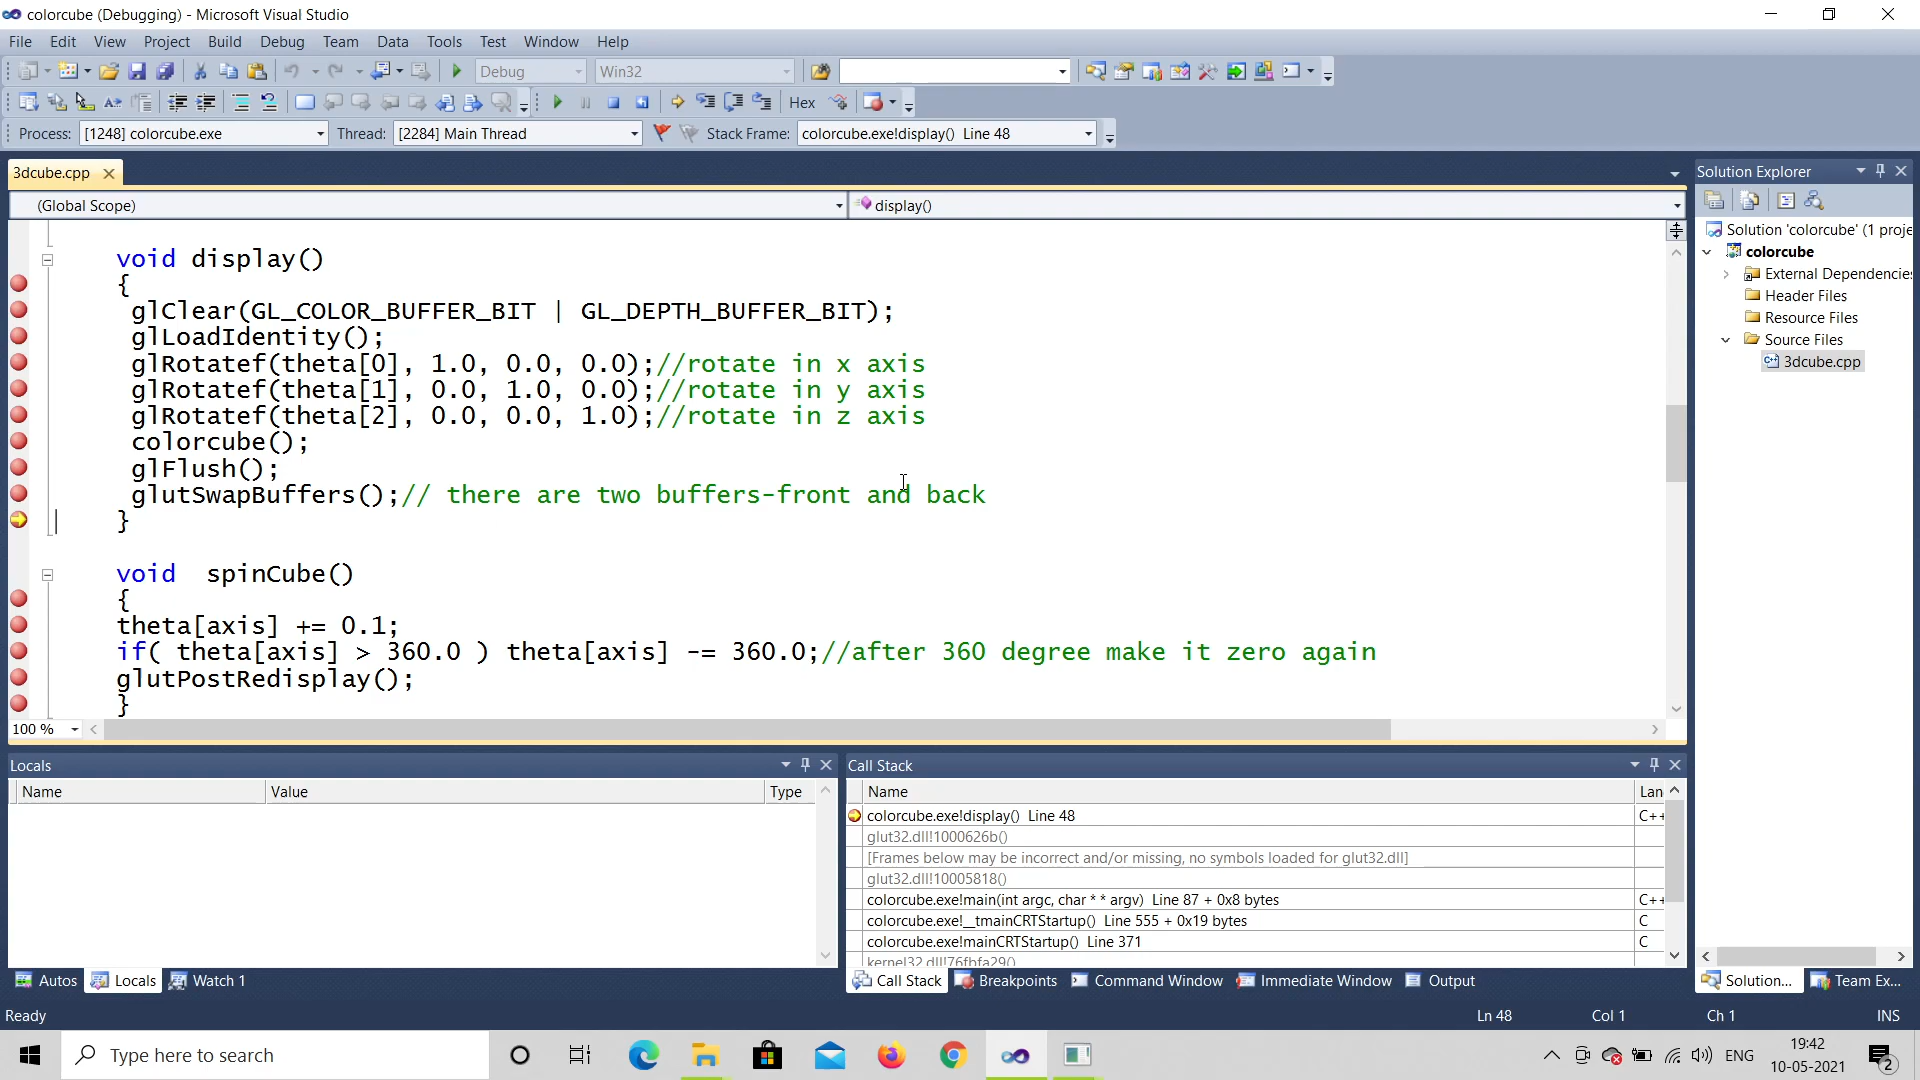 colorcube (Debugging) - Microsoft Visual Studio
File Edit View Project Build Debug Team Data Tools Test Window Help
Debug Win32
Hex
Process: [1248] colorcube.exe Thread: [2284] Main Thread Stack Frame: colorcube.exe!display() Line 48
3dcube.cpp
(Global Scope) display()
void display()
{
glClear(GL_COLOR_BUFFER_BIT | GL_DEPTH_BUFFER_BIT);
glLoadIdentity();
glRotatef(theta[0], 1.0, 0.0, 0.0);//rotate in x axis
glRotatef(theta[1], 0.0, 1.0, 0.0);//rotate in y axis
glRotatef(theta[2], 0.0, 0.0, 1.0);//rotate in z axis
colorcube();
glFlush();
glutSwapBuffers();// there are two buffers-front and back
}
void spinCube()
{
theta[axis] += 0.1;
if( theta[axis] > 360.0 ) theta[axis] -= 360.0;//after 360 degree make it zero again
glutPostRedisplay();
}
100 %
Solution Explorer
Solution 'colorcube' (1 proje
colorcube
External Dependencies
Header Files
Resource Files
Source Files
3dcube.cpp
Locals
Name Value Type
Autos Locals Watch 1
Call Stack
Name Lan
colorcube.exe!display() Line 48 C++
glut32.dll!1000626b()
[Frames below may be incorrect and/or missing, no symbols loaded for glut32.dll]
glut32.dll!10005818()
colorcube.exe!main(int argc, char * * argv) Line 87 + 0x8 bytes C++
colorcube.exe!__tmainCRTStartup() Line 555 + 0x19 bytes C
colorcube.exe!mainCRTStartup() Line 371 C
kernel32.dll!76fbfa29()
Call Stack Breakpoints Command Window Immediate Window Output
Solution... Team Ex...
Ready Ln 48 Col 1 Ch 1 INS
Type here to search
ENG
19:42
10-05-2021
2